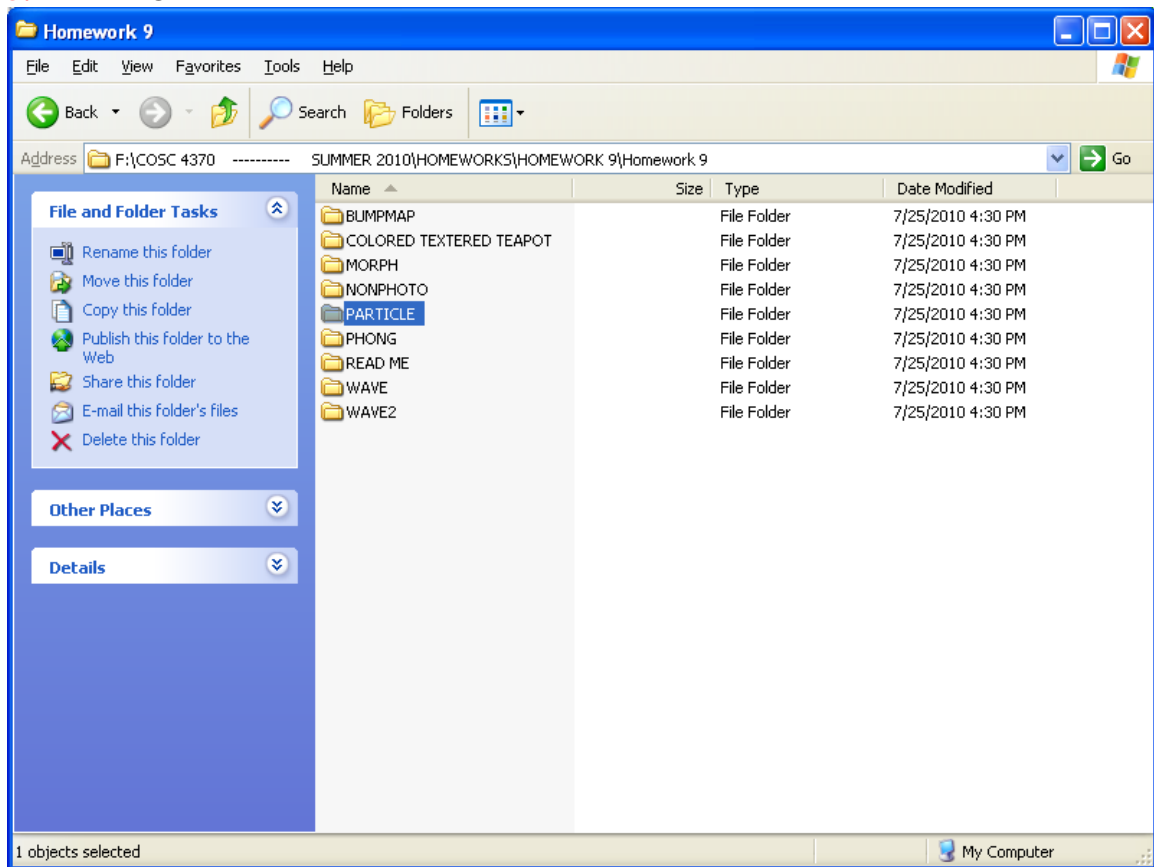 Homework 9
File Edit View Favorites Tools Help
Back Search Folders
Address F:\COSC 4370 ---------- SUMMER 2010\HOMEWORKS\HOMEWORK 9\Homework 9 Go
File and Folder Tasks
Rename this folder
Move this folder
Copy this folder
Publish this folder to the
Web
Share this folder
E-mail this folder's files
Delete this folder
Other Places
Details
Name Size Type Date Modified
BUMPMAP File Folder 7/25/2010 4:30 PM
COLORED TEXTERED TEAPOT File Folder 7/25/2010 4:30 PM
MORPH File Folder 7/25/2010 4:30 PM
NONPHOTO File Folder 7/25/2010 4:30 PM
PARTICLE File Folder 7/25/2010 4:30 PM
PHONG File Folder 7/25/2010 4:30 PM
READ ME File Folder 7/25/2010 4:30 PM
WAVE File Folder 7/25/2010 4:30 PM
WAVE2 File Folder 7/25/2010 4:30 PM
1 objects selected My Computer